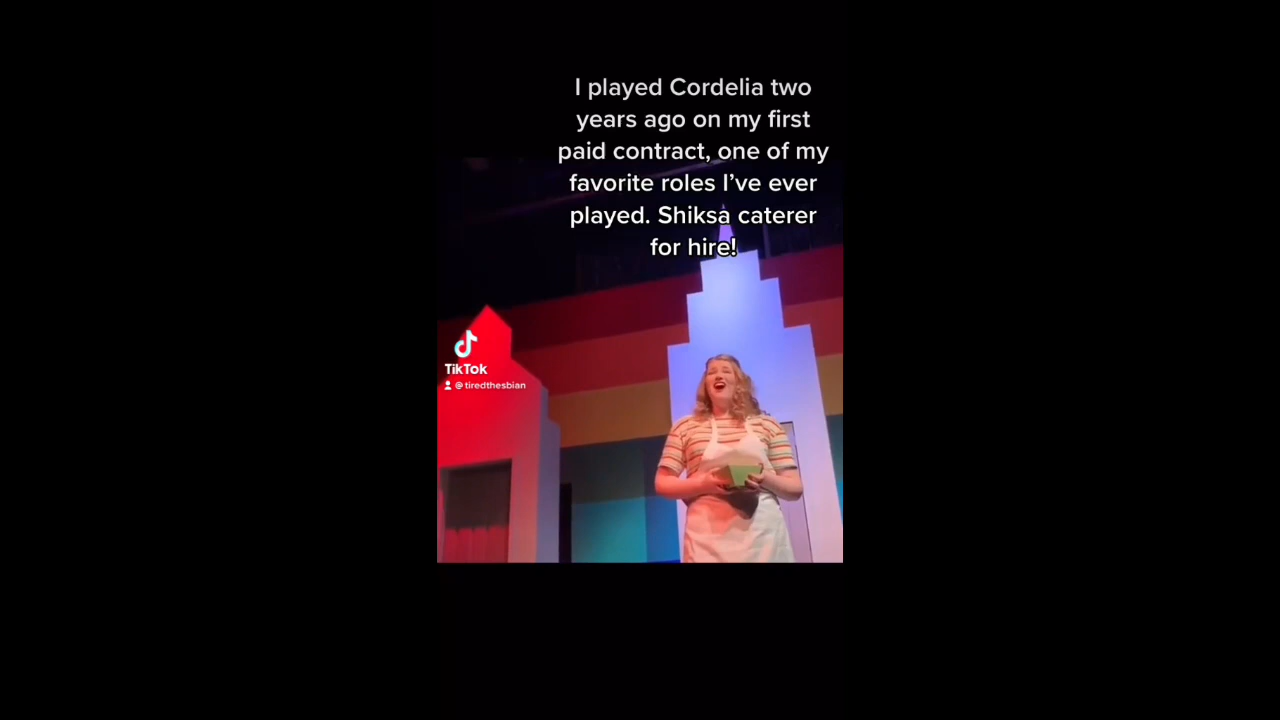 I played Cordelia two
years ago on my first
paid contract, one of my
favorite roles I’ve ever
played. Shiksa caterer
for hire!
TikTok
@tiredthesbian